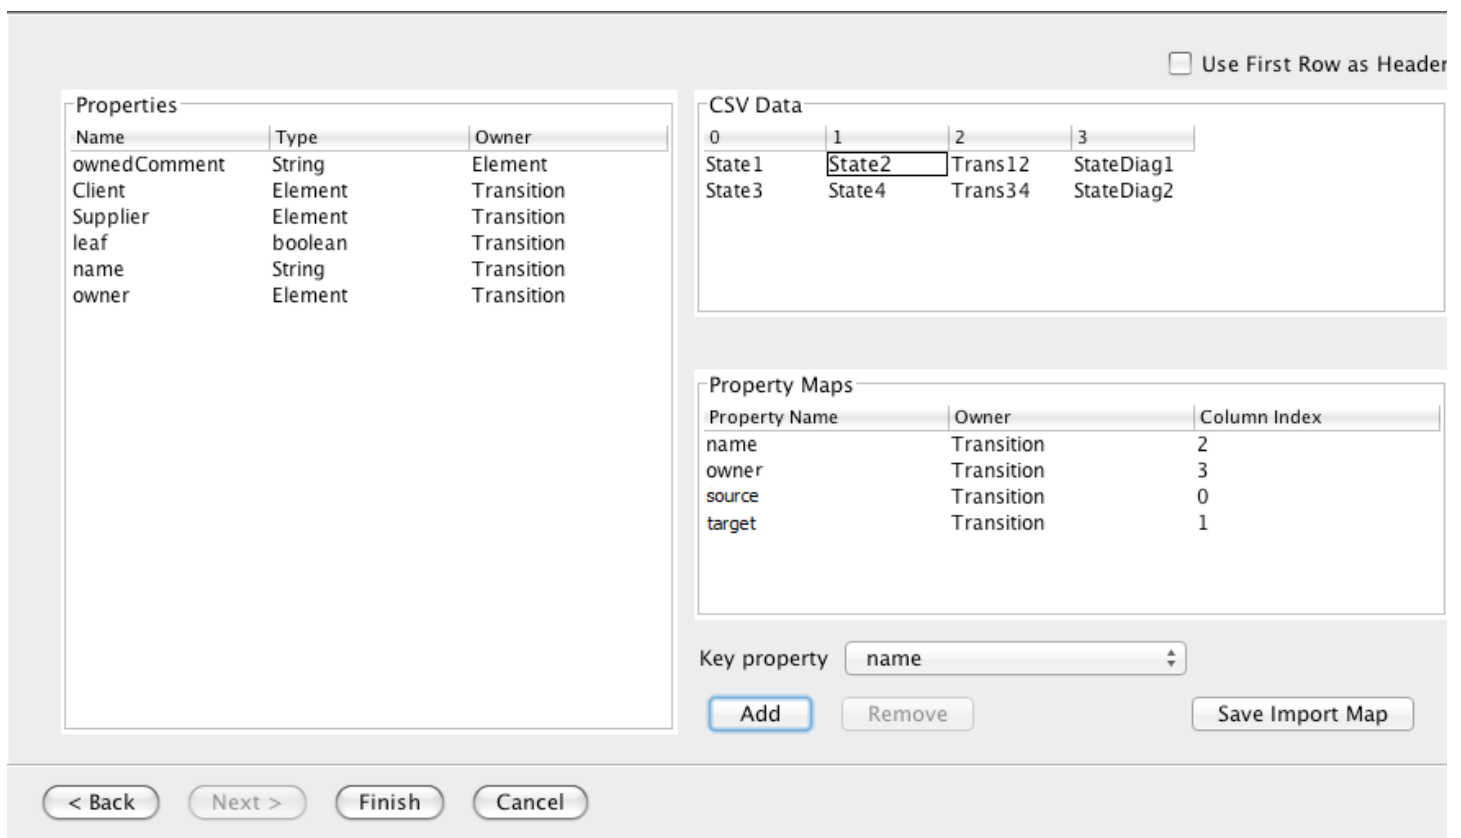 Use First Row as Header
Properties
Name Type Owner
ownedComment String Element
Client Element Transition
Supplier Element Transition
leaf boolean Transition
name String Transition
owner Element Transition
CSV Data
0 1 2 3
State1 State2 Trans12 StateDiag1
State3 State4 Trans34 StateDiag2
Property Maps
Property Name Owner Column Index
name Transition 2
owner Transition 3
source Transition 0
target Transition 1
Key property name
Add Remove Save Import Map
< Back Next > Finish Cancel